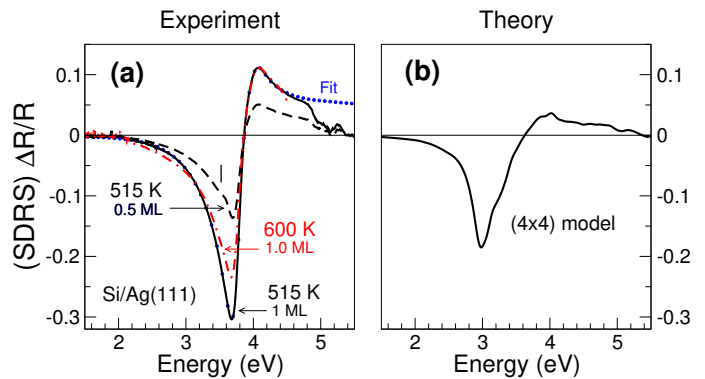 Experiment
Theory
(SDRS) ΔR/R
0.1
0
-0.1
-0.2
-0.3
(a)
Fit
515 K
0.5 ML
600 K
1.0 ML
Si/Ag(111)
515 K
1 ML
2 3 4 5
Energy (eV)
(b)
(4x4) model
0.1
0
-0.1
-0.2
-0.3
2 3 4 5
Energy (eV)